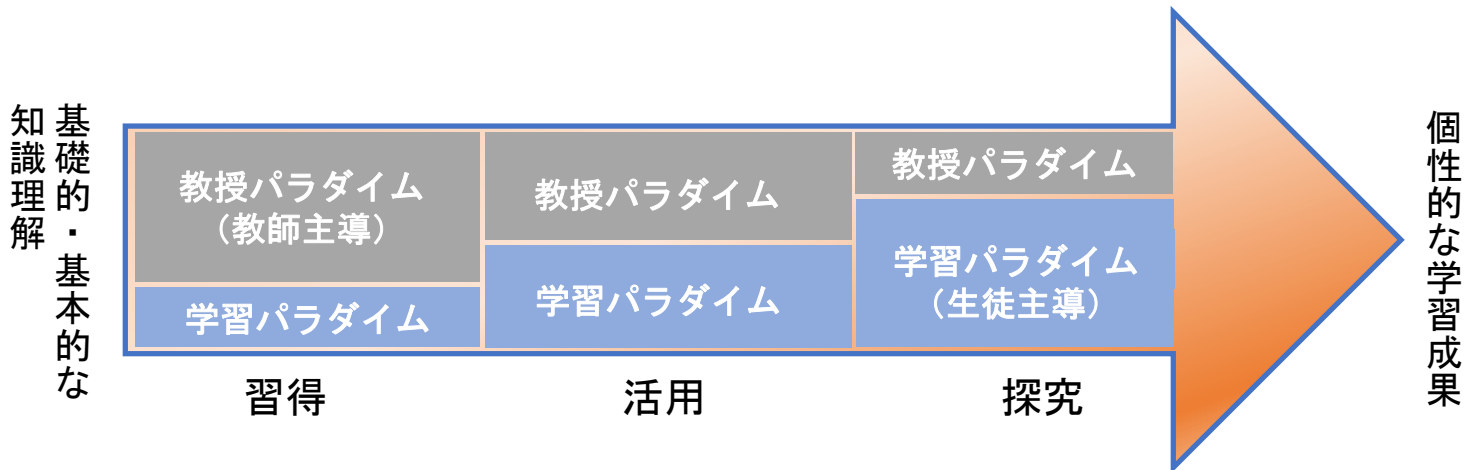 基礎的・基本的な
知識理解
教授パラダイム
（教師主導）
学習パラダイム
習得
教授パラダイム
学習パラダイム
活用
教授パラダイム
学習パラダイム
（生徒主導）
探究
個性的な学習成果